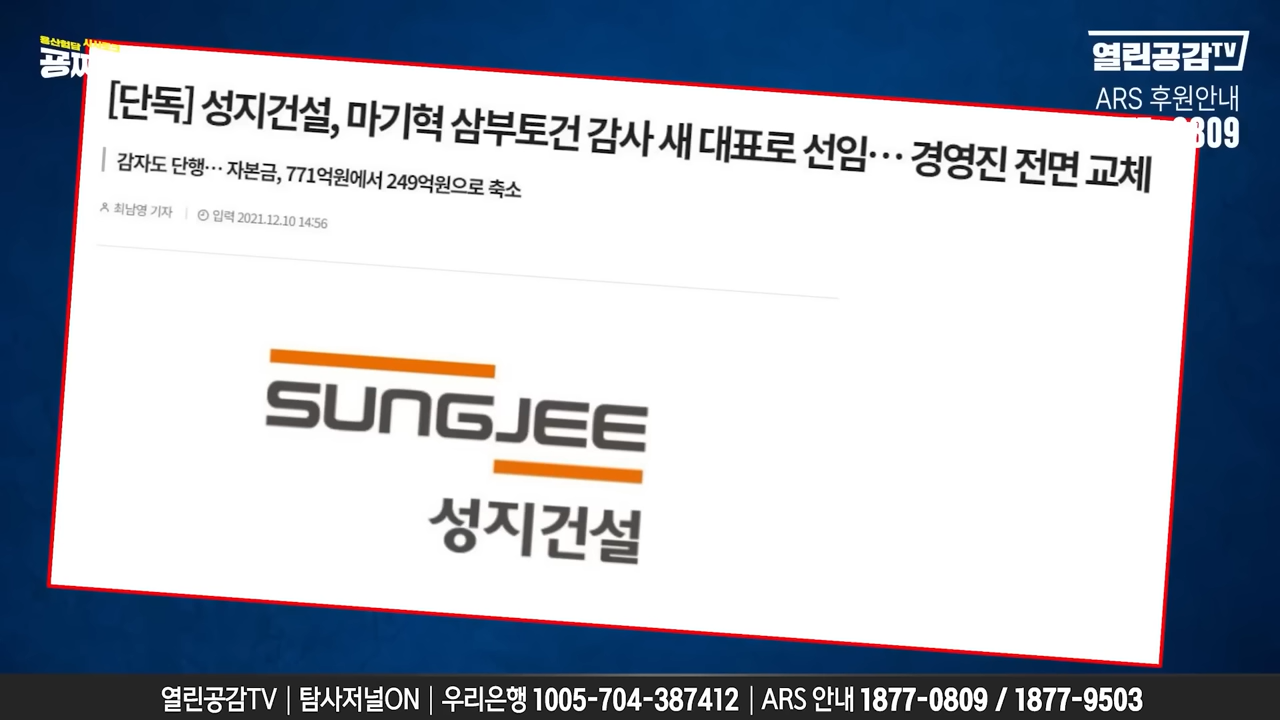 용산협담
열린공감TV
ARS 후원안내
809
[단독] 성지건설, 마기혁 삼부토건 감사 새 대표로 선임… 경영진 전면 교체
감자도 단행… 자본금, 771억원에서 249억원으로 축소
최남영 기자 | 입력 2021.12.10 14:56
SUNGJEE
성지건설
열린공감TV | 탐사저널ON | 우리은행 1005-704-387412 | ARS 안내 1877-0809 / 1877-9503